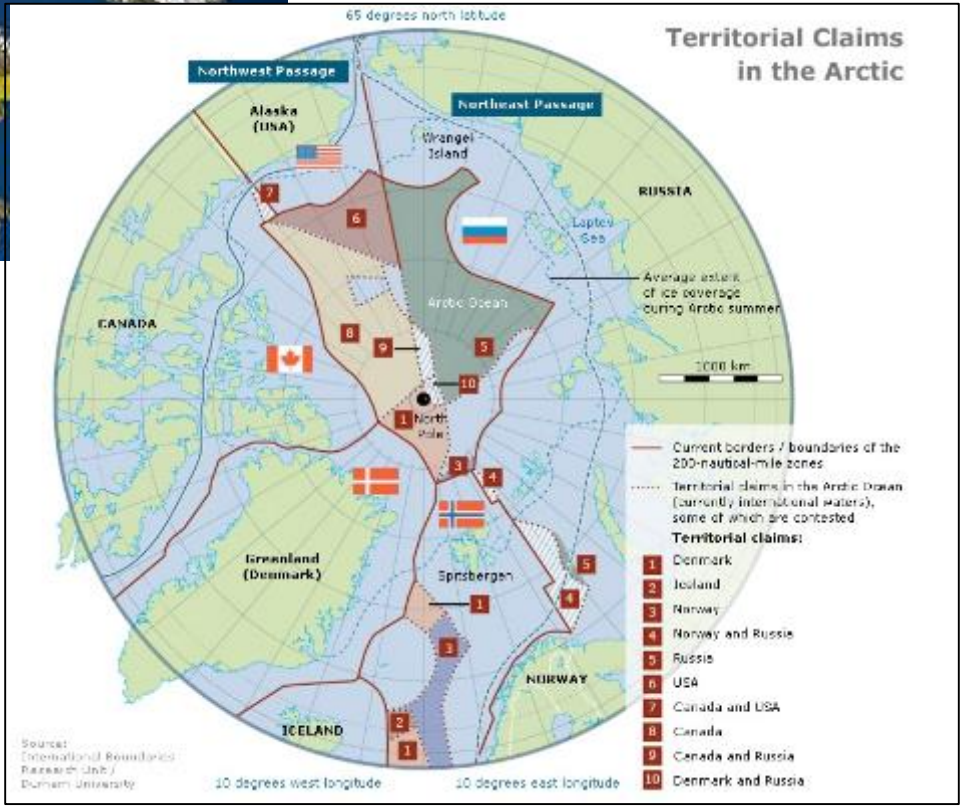 65 degrees north latitude
Territorial Claims
in the Arctic
Northwest Passage
Northeast Passage
Alaska
(USA)
Wrangel
Island
RUSSIA
7
6
Laptev
Sea
Average extent
of ice coverage
during Arctic summer
Arctic Ocean
CANADA
8
9
5
1000 km
10
1
North
Pole
3
4
Current borders / boundaries of the
200-nautical-mile zones
Territorial claims in the Arctic Ocean
(currently international waters),
some of which are contested
Territorial claims:
Greenland
(Denmark)
Spitsbergen
5
1
4
3
NORWAY
ICELAND
2
1
1 Denmark
2 Iceland
3 Norway
4 Norway and Russia
5 Russia
6 USA
7 Canada and USA
8 Canada
9 Canada and Russia
10 Denmark and Russia
Source:
International Boundaries
Research Unit /
Durham University
10 degrees west longitude
10 degrees east longitude